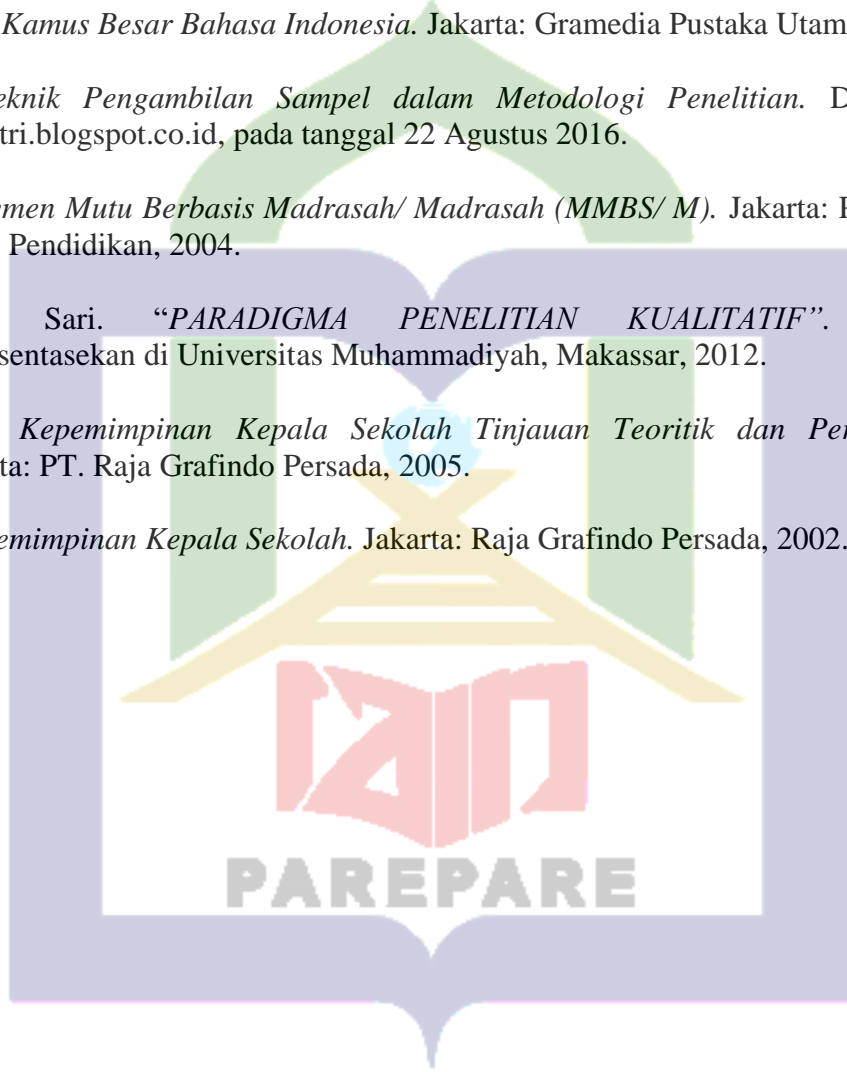 Kamus Besar Bahasa Indonesia. Jakarta: Gramedia Pustaka Utam
eknik Pengambilan Sampel dalam Metodologi Penelitian. D
tri.blogspot.co.id, pada tanggal 22 Agustus 2016.
emen Mutu Berbasis Madrasah/ Madrasah (MMBS/ M). Jakarta:
Pendidikan, 2004.
Sari. “PARADIGMA PENELITIAN KUALITATIF”.
sentasekan di Universitas Muhammadiyah, Makassar, 2012.
Kepemimpinan Kepala Sekolah Tinjauan Teoritik dan Per
ta: PT. Raja Grafindo Persada, 2005.
emimpinan Kepala Sekolah. Jakarta: Raja Grafindo Persada, 2002.
iain
PAREPARE